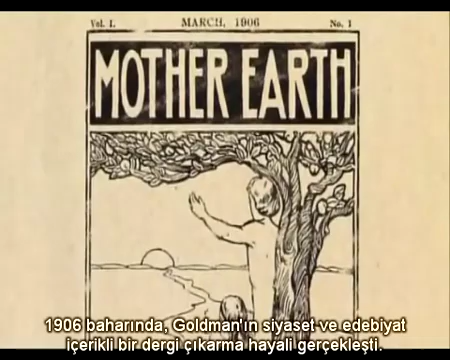 Vol. I.
MARCH, 1906
No. 1
MOTHER EARTH
1906 baharında, Goldman'ın siyaset ve edebiyat
içerikli bir dergi çıkarma hayali gerçekleşti.